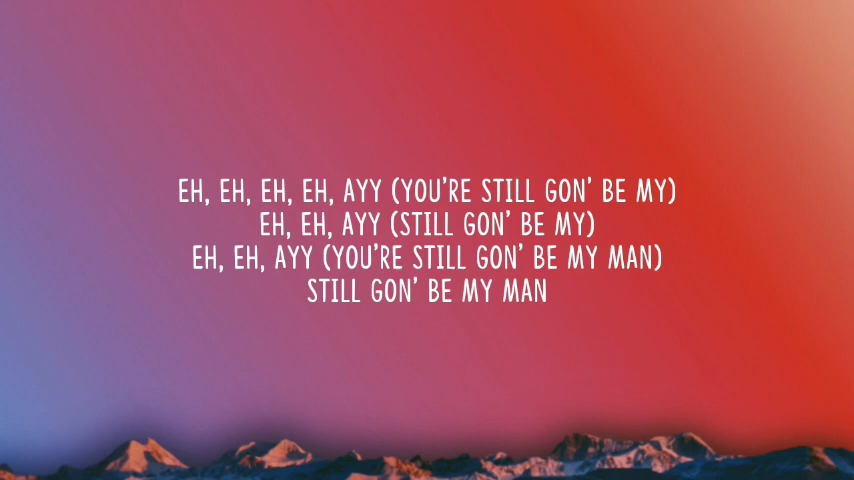 EH, EH, EH, EH, AYY (YOU'RE STILL GON' BE MY)
EH, EH, AYY (STILL GON' BE MY)
EH, EH, AYY (YOU'RE STILL GON' BE MY MAN)
STILL GON' BE MY MAN